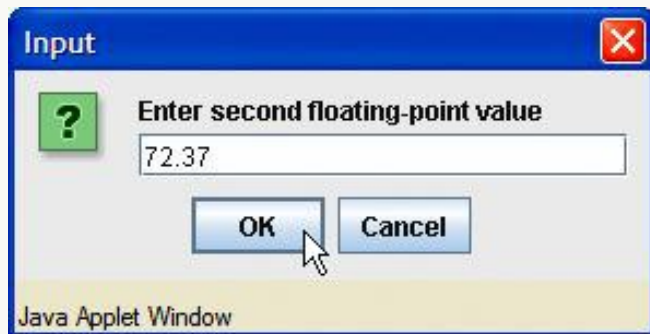 Input
?
Enter second floating-point value
72.37
OK Cancel
Java Applet Window